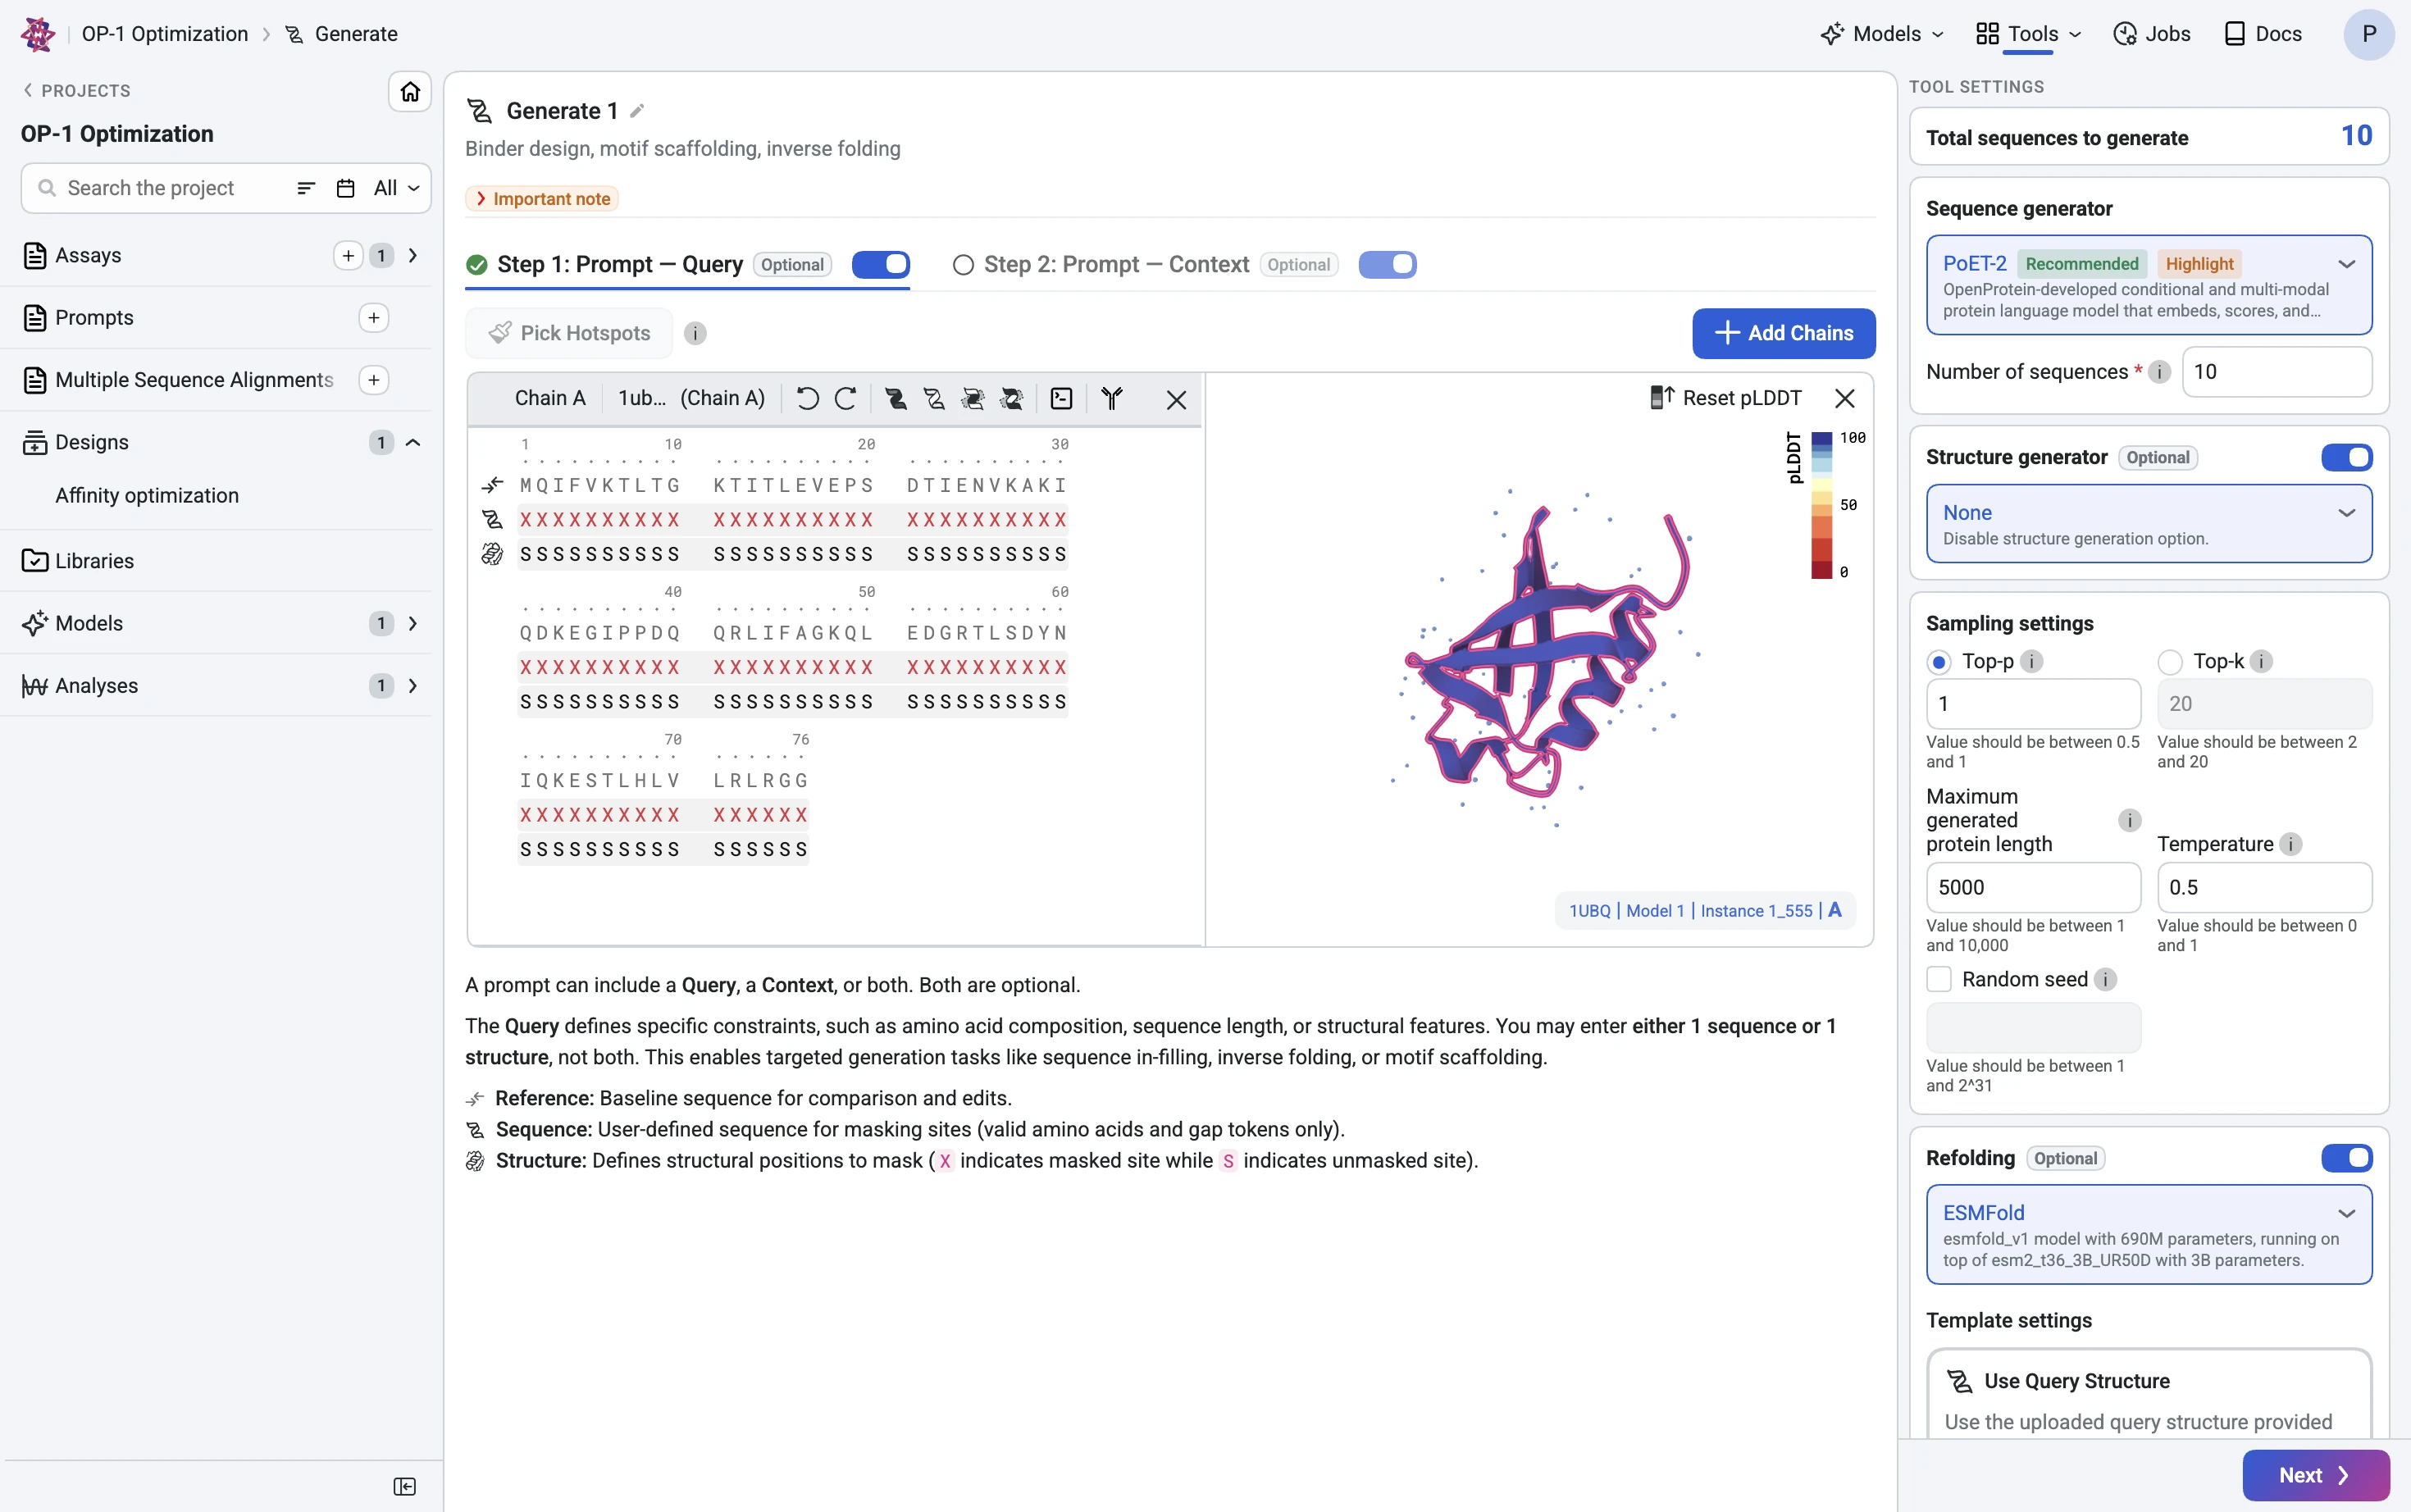 OP-1 Optimization
Generate
Models
Tools
Jobs
Docs
P
PROJECTS
OP-1 Optimization
Search the project
All
Assays
1
Prompts
Multiple Sequence Alignments
Designs
1
Affinity optimization
Libraries
Models
1
Analyses
1
Generate 1
Binder design, motif scaffolding, inverse folding
Important note
Step 1: Prompt — Query Optional
Step 2: Prompt — Context Optional
Pick Hotspots
i
Add Chains
Chain A
1ub... (Chain A)
1 10 20 30
MQIFVKTLTG KTITLEVEPS DTIENVKAKI
XXXXXXXXXX XXXXXXXXXX XXXXXXXXXX
SSSSSSSSSS SSSSSSSSSS SSSSSSSSSS
40 50 60
QDKEGIPPDQ QRLIFAGKQL EDGRTLSDYN
XXXXXXXXXX XXXXXXXXXX XXXXXXXXXX
SSSSSSSSSS SSSSSSSSSS SSSSSSSSSS
70 76
IQKESTLHLV LRLRGG
XXXXXXXXXX XXXXXX
SSSSSSSSSS SSSSSS
Reset pLDDT
pLDDT
100
50
0
1UBQ | Model 1 | Instance 1_555 | A
A prompt can include a Query, a Context, or both. Both are optional.
The Query defines specific constraints, such as amino acid composition, sequence length, or structural features. You may enter either 1 sequence or 1
structure, not both. This enables targeted generation tasks like sequence in-filling, inverse folding, or motif scaffolding.
Reference: Baseline sequence for comparison and edits.
Sequence: User-defined sequence for masking sites (valid amino acids and gap tokens only).
Structure: Defines structural positions to mask ( X indicates masked site while S indicates unmasked site).
TOOL SETTINGS
Total sequences to generate 10
Sequence generator
PoET-2 Recommended Highlight
OpenProtein-developed conditional and multi-modal
protein language model that embeds, scores, and...
Number of sequences * i 10
Structure generator Optional
None
Disable structure generation option.
Sampling settings
Top-p i
Top-k i
1
20
Value should be between 0.5
and 1
Value should be between 2
and 20
Maximum
generated
protein length
i
Temperature i
5000
0.5
Value should be between 1
and 10,000
Value should be between 0
and 1
Random seed i
Value should be between 1
and 2^31
Refolding Optional
ESMFold
esmfold_v1 model with 690M parameters, running on
top of esm2_t36_3B_UR50D with 3B parameters.
Template settings
Use Query Structure
Use the uploaded query structure provided
Next